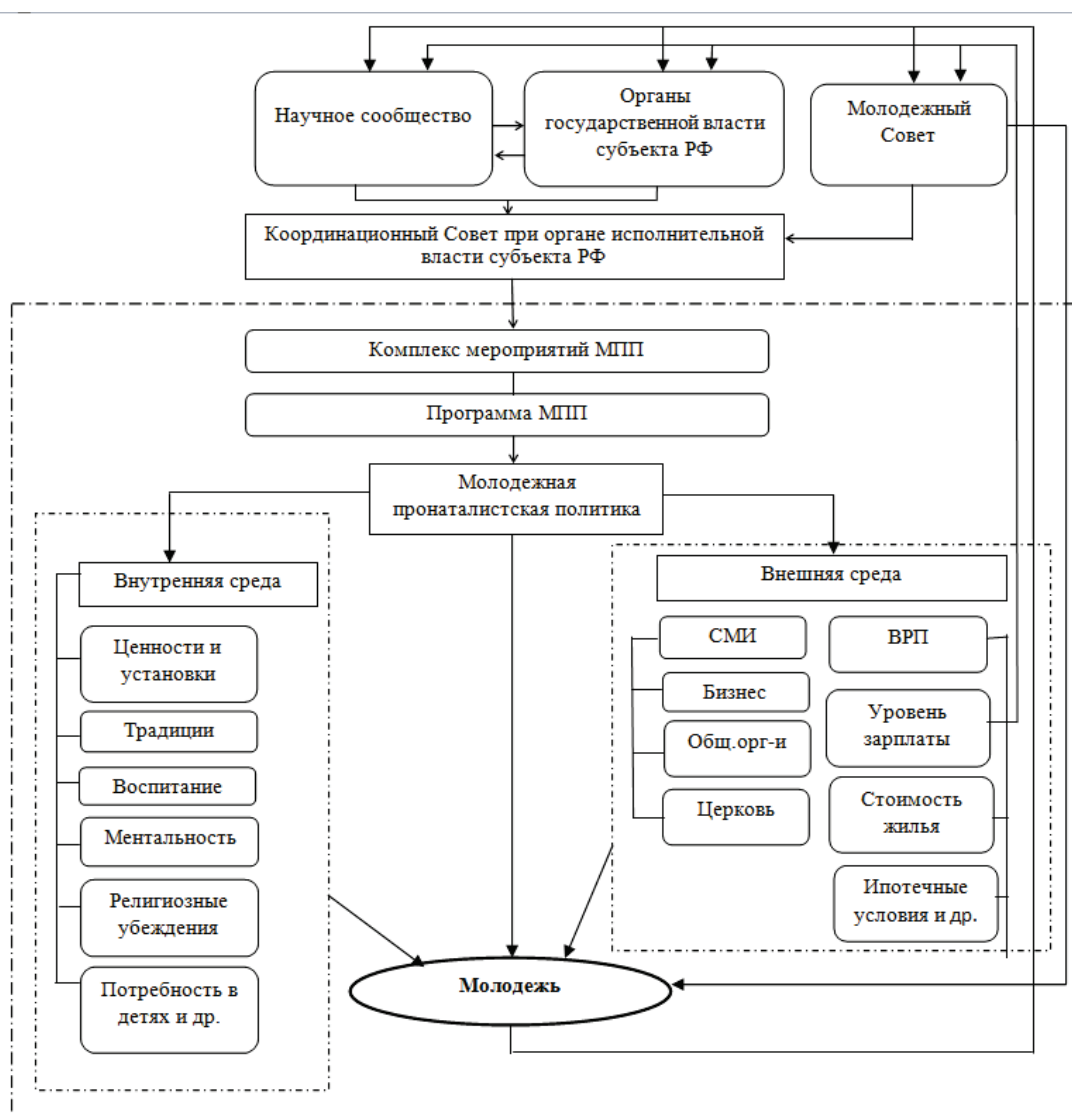 Научное сообщество
Органы
государственной власти
субъекта РФ
Молодежный
Совет
Координационный Совет при органе исполнительной
власти субъекта РФ
Комплекс мероприятий МПП
Программа МПП
Молодежная
пронаталистская политика
Внутренняя среда
Ценности и
установки
Традиции
Воспитание
Ментальность
Религиозные
убеждения
Потребность в
детях и др.
Внешняя среда
СМИ
Бизнес
Общ.орг-и
Церковь
ВРП
Уровень
зарплаты
Стоимость
жилья
Ипотечные
условия и др.
Молодежь